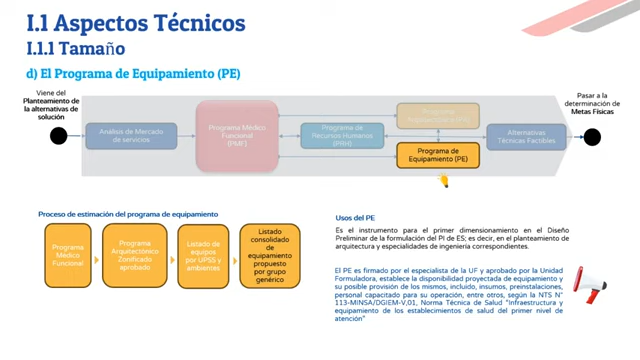 I.1 Aspectos Técnicos
I.1.1 Tamaño
d) El Programa de Equipamiento (PE)
Viene del
Planteamiento de
la alternativas de
solución
Análisis de Mercado
de servicios
Programa Médico
Funcional
(PMF)
Programa de
Recursos Humanos
(PRH)
Programa
Programa de
Equipamiento (PE)
Alternativas
Técnicas Factibles
Pasar a la
determinación de
Metas Físicas
Proceso de estimación del programa de equipamiento
Programa
Médico
Funcional
Programa
Arquitectónico
Zonificado
aprobado
Listado de
equipos
por UPSS y
ambientes
Listado
consolidado
de
equipamiento
propuesto
por grupo
genérico
Usos del PE
Es el instrumento para el primer dimensionamiento en el Diseño
Preliminar de la formulación del PI de ES; es decir, en el planteamiento de
arquitectura y especialidades de ingeniería correspondientes.
El PE es firmado por el especialista de la UF y aprobado por la Unidad
Formuladora, establece la disponibilidad proyectada de equipamiento y
su posible provisión de los mismos, incluido, insumos, preinstalaciones,
personal capacitado para su operación, entre otros, según la NTS N°
113-MINSA/DGIEM-V,01, Norma Técnica de Salud "Infraestructura y
equipamiento de los establecimientos de salud del primer nivel de
atención"